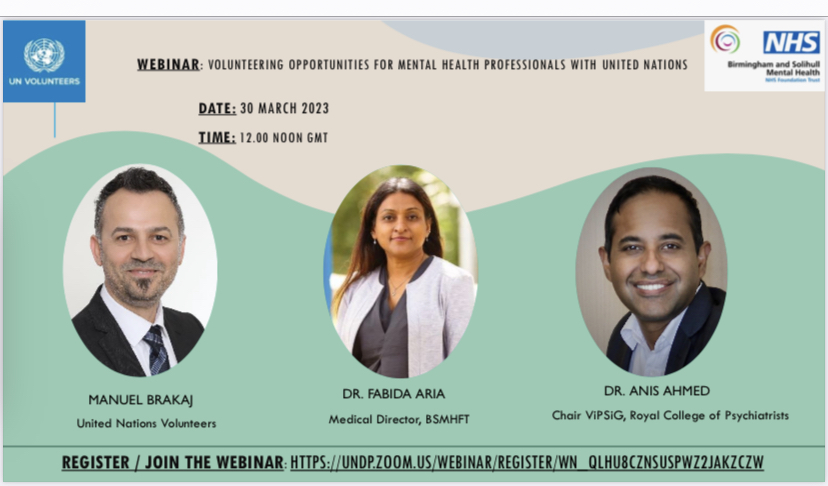 UN VOLUNTEERS
WEBINAR: VOLUNTEERING OPPORTUNITIES FOR MENTAL HEALTH PROFESSIONALS WITH UNITED NATIONS
NHS
Birmingham and Solihull
Mental Health
NHS Foundation Trust
DATE: 30 MARCH 2023
TIME: 12.00 NOON GMT
MANUEL BRAKAJ
United Nations Volunteers
DR. FABIDA ARIA
Medical Director, BSMHFT
DR. ANIS AHMED
Chair ViPSiG, Royal College of Psychiatrists
REGISTER / JOIN THE WEBINAR: HTTPS://UNDP.ZOOM.US/WEBINAR/REGISTER/WN_QLHU8CZNSUSPWZ2JAKZCZW